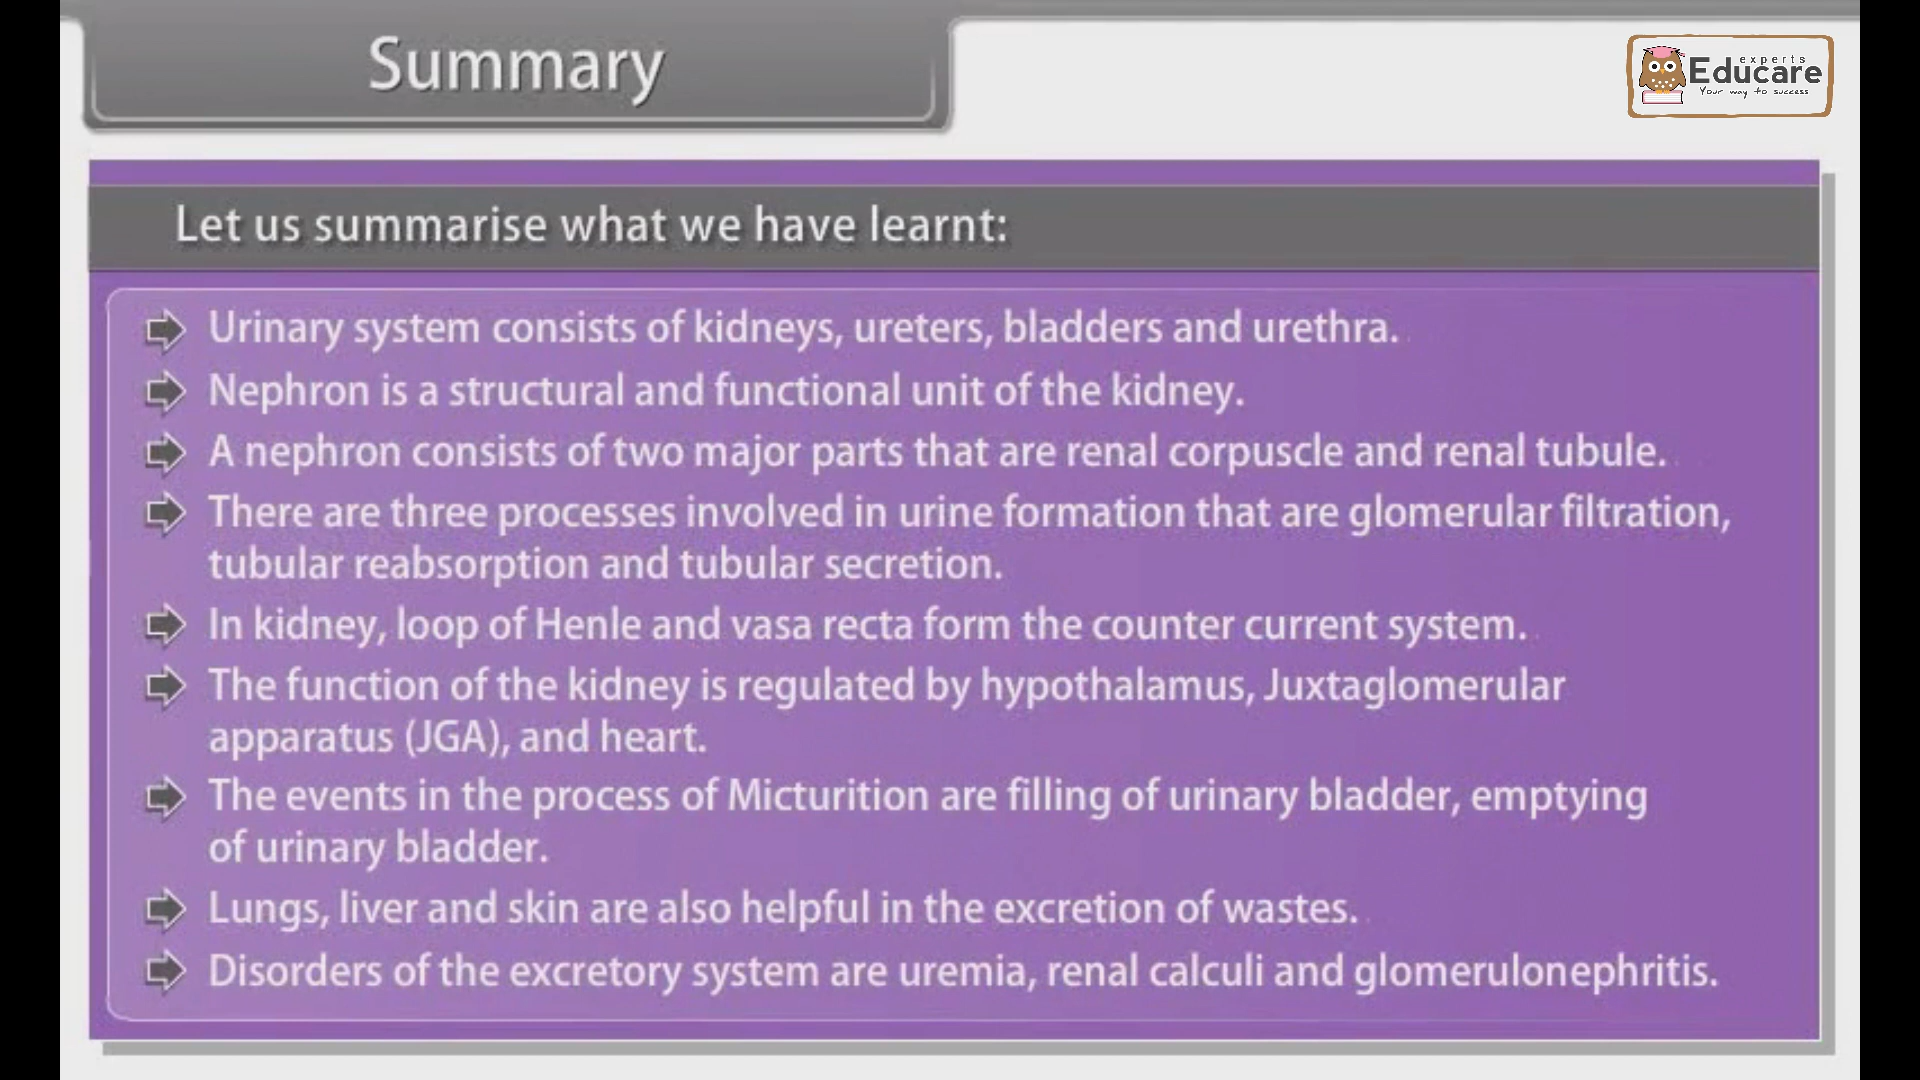 Summary
experts
Educare
Your way to success
Let us summarise what we have learnt:
Urinary system consists of kidneys, ureters, bladders and urethra.
Nephron is a structural and functional unit of the kidney.
A nephron consists of two major parts that are renal corpuscle and renal tubule.
There are three processes involved in urine formation that are glomerular filtration,
tubular reabsorption and tubular secretion.
In kidney, loop of Henle and vasa recta form the counter current system.
The function of the kidney is regulated by hypothalamus, Juxtaglomerular
apparatus (JGA), and heart.
The events in the process of Micturition are filling of urinary bladder, emptying
of urinary bladder.
Lungs, liver and skin are also helpful in the excretion of wastes.
Disorders of the excretory system are uremia, renal calculi and glomerulonephritis.